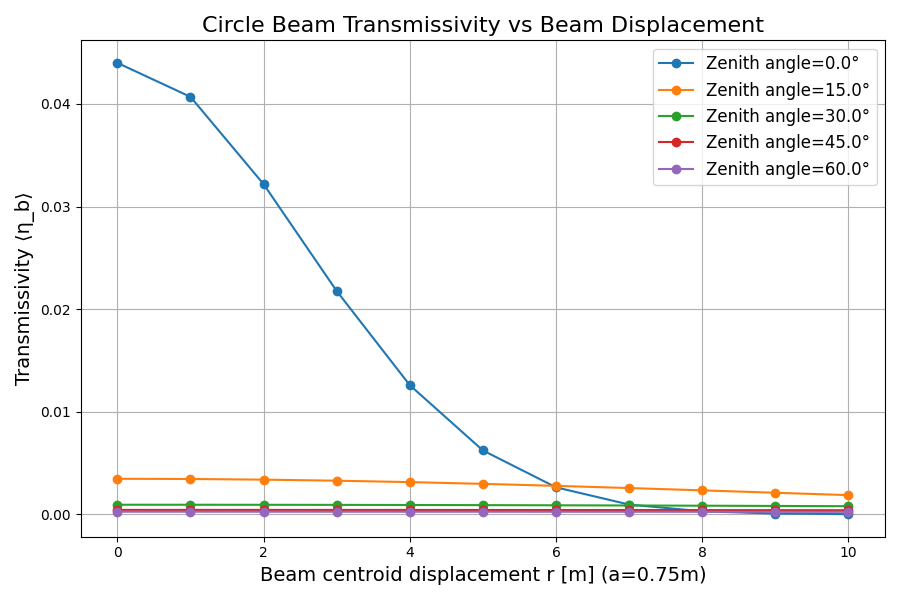 Circle Beam Transmissivity vs Beam Displacement
Zenith angle=0.0°
Zenith angle=15.0°
Zenith angle=30.0°
Zenith angle=45.0°
Zenith angle=60.0°
Transmissivity ⟨η_b⟩
0.04
0.03
0.02
0.01
0.00
0 2 4 6 8 10
Beam centroid displacement r [m] (a=0.75m)